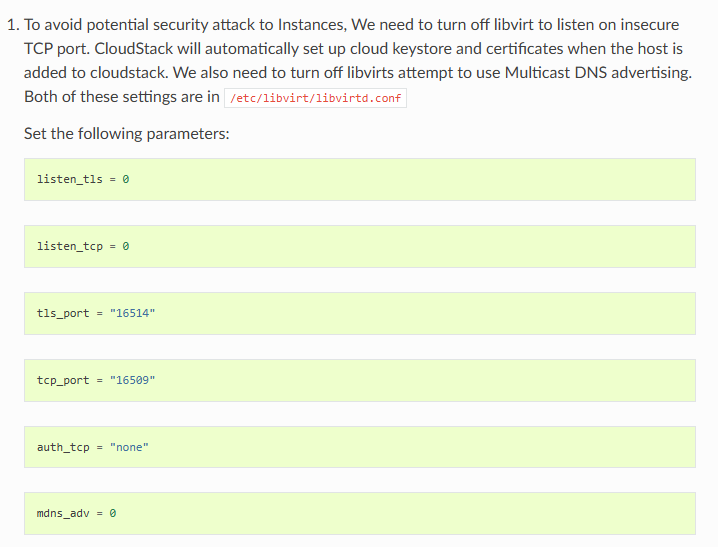 1. To avoid potential security attack to Instances, We need to turn off libvirt to listen on insecure
TCP port. CloudStack will automatically set up cloud keystore and certificates when the host is
added to cloudstack. We also need to turn off libvirts attempt to use Multicast DNS advertising.
Both of these settings are in /etc/libvirt/libvirtd.conf
Set the following parameters:
listen_tls = 0
listen_tcp = 0
tls_port = "16514"
tcp_port = "16509"
auth_tcp = "none"
mdns_adv = 0